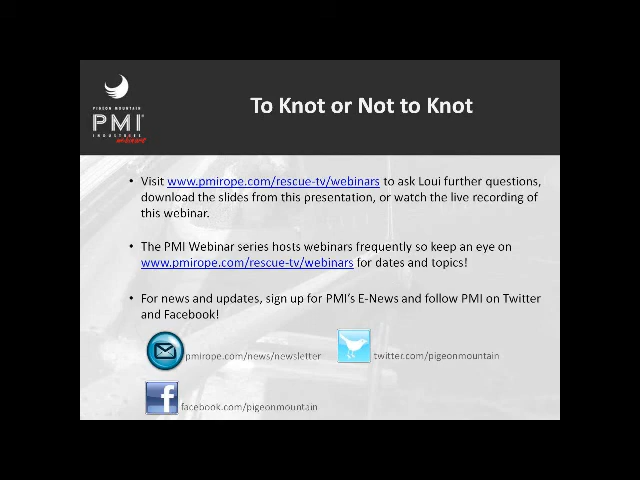 PIGEON MOUNTAIN
PMI®
INDUSTRIES
To Knot or Not to Knot
• Visit www.pmirope.com/rescue-tv/webinars to ask Loui further questions,
download the slides from this presentation, or watch the live recording of
this webinar.
• The PMI Webinar series hosts webinars frequently so keep an eye on
www.pmirope.com/rescue-tv/webinars for dates and topics!
• For news and updates, sign up for PMI's E-News and follow PMI on Twitter
and Facebook!
pmirope.com/news/newsletter
twitter.com/pigeonmountain
facebook.com/pigeonmountain